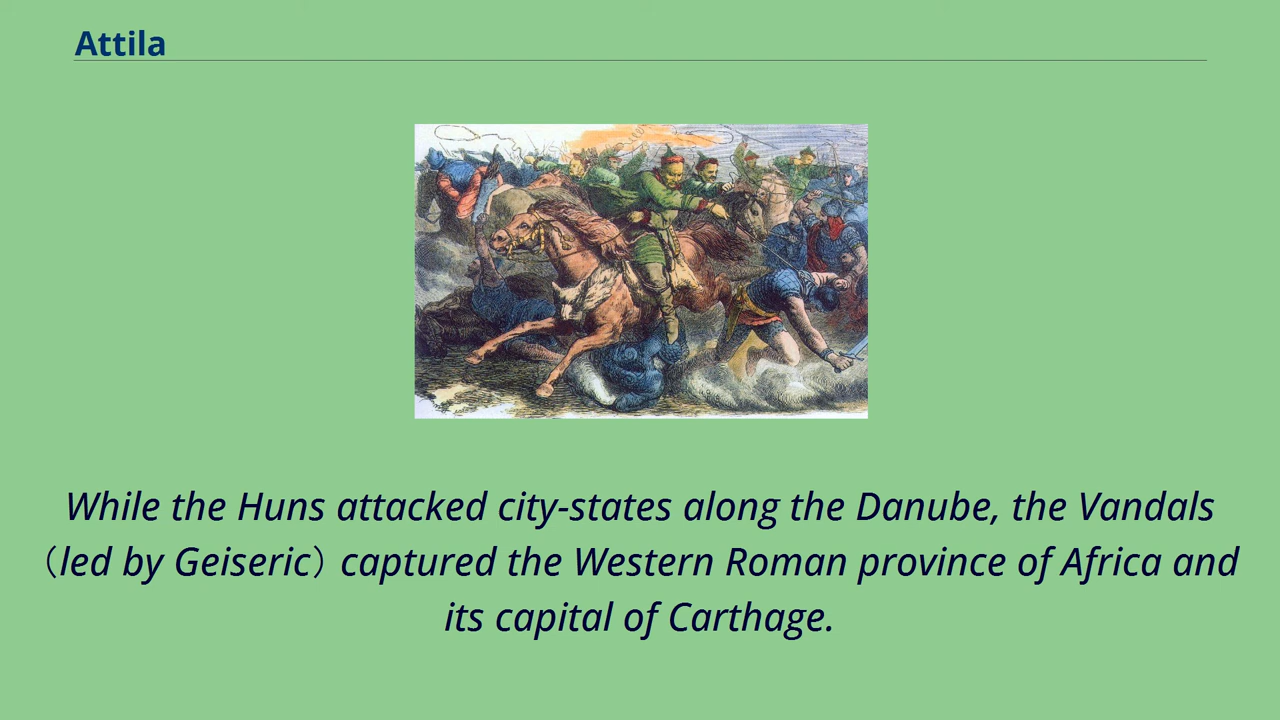 Attila
While the Huns attacked city-states along the Danube, the Vandals
（led by Geiseric）captured the Western Roman province of Africa and
its capital of Carthage.